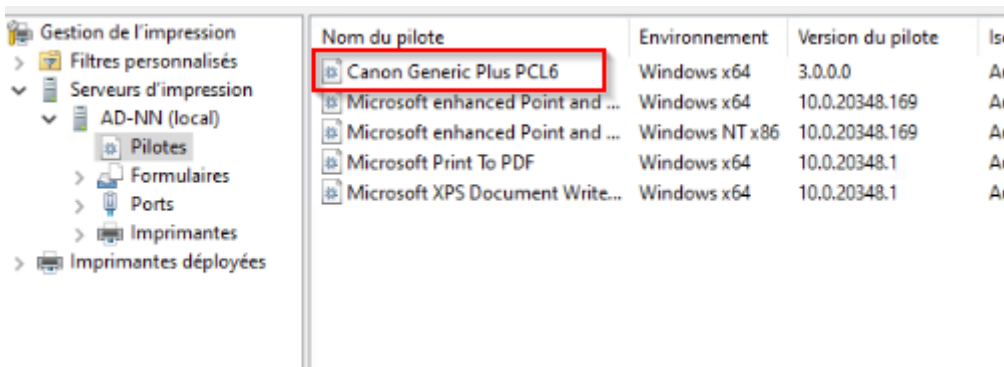 Gestion de l'impression
Filtres personnalisés
Serveurs d'impression
AD-NN (local)
Pilotes
Formulaires
Ports
Imprimantes
Imprimantes déployées
Nom du pilote Environnement Version du pilote
Canon Generic Plus PCL6 Windows x64 3.0.0.0
Microsoft enhanced Point and ... Windows x64 10.0.20348.169
Microsoft enhanced Point and ... Windows NT x86 10.0.20348.169
Microsoft Print To PDF Windows x64 10.0.20348.1
Microsoft XPS Document Write... Windows x64 10.0.20348.1